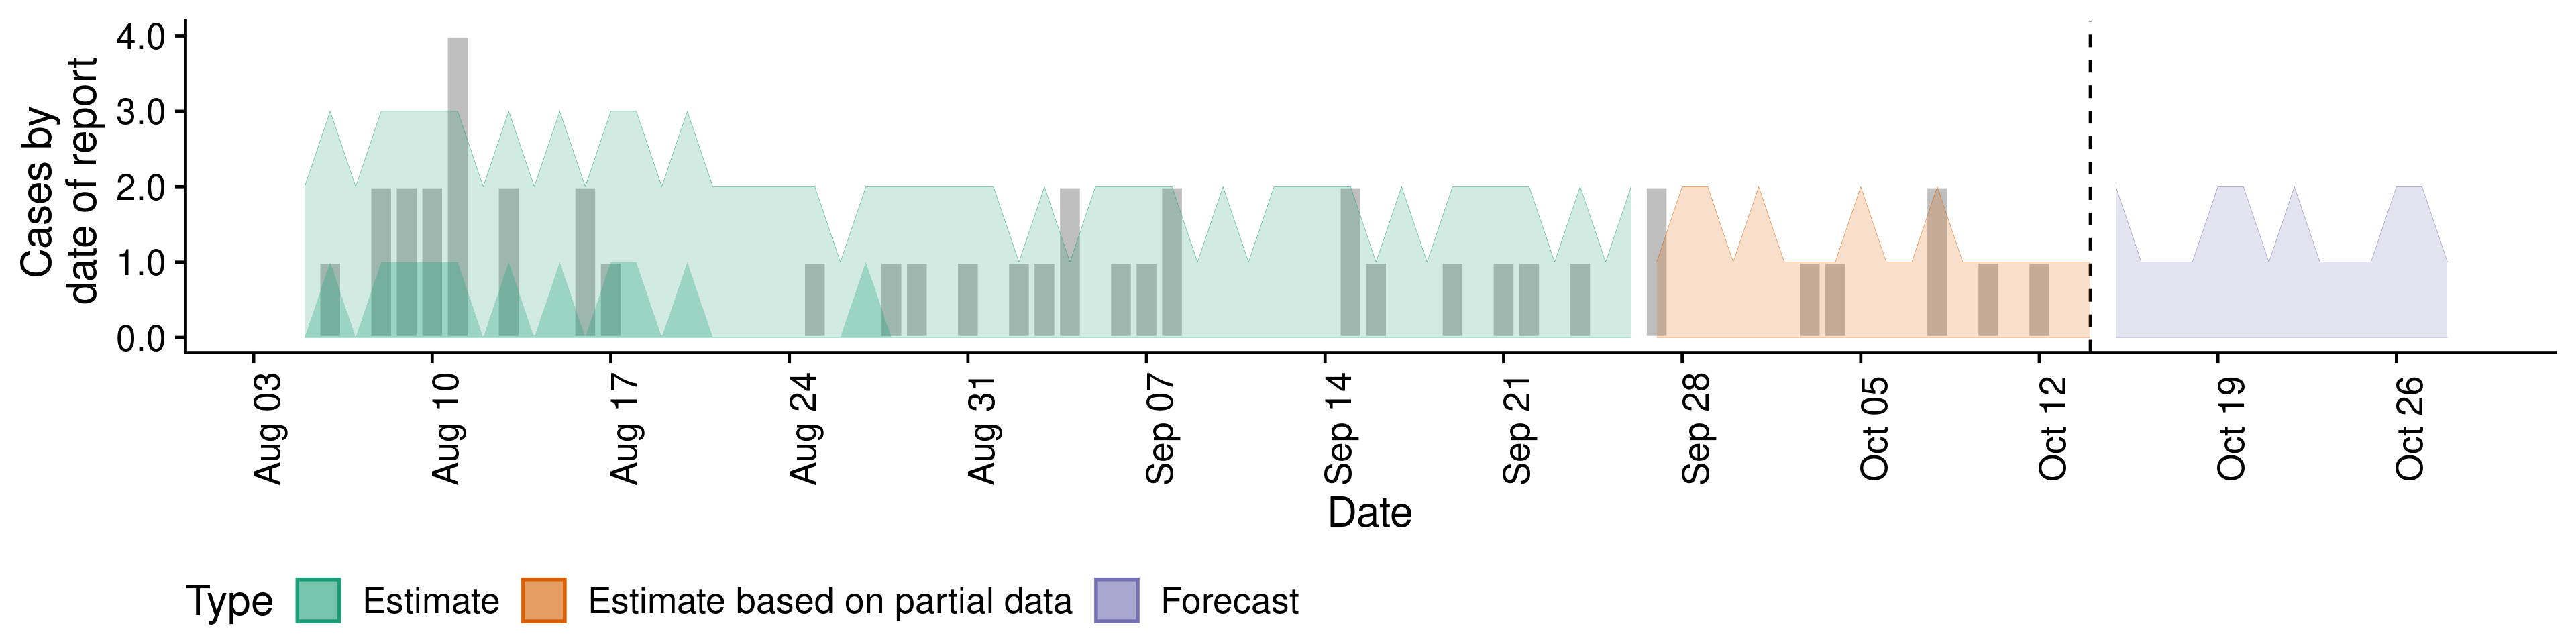 Cases by
date of report
4.0
3.0
2.0
1.0
0.0
Aug 03
Aug 10
Aug 17
Aug 24
Aug 31
Sep 07
Sep 14
Sep 21
Sep 28
Oct 05
Oct 12
Oct 19
Oct 26
Date
Type Estimate Estimate based on partial data Forecast